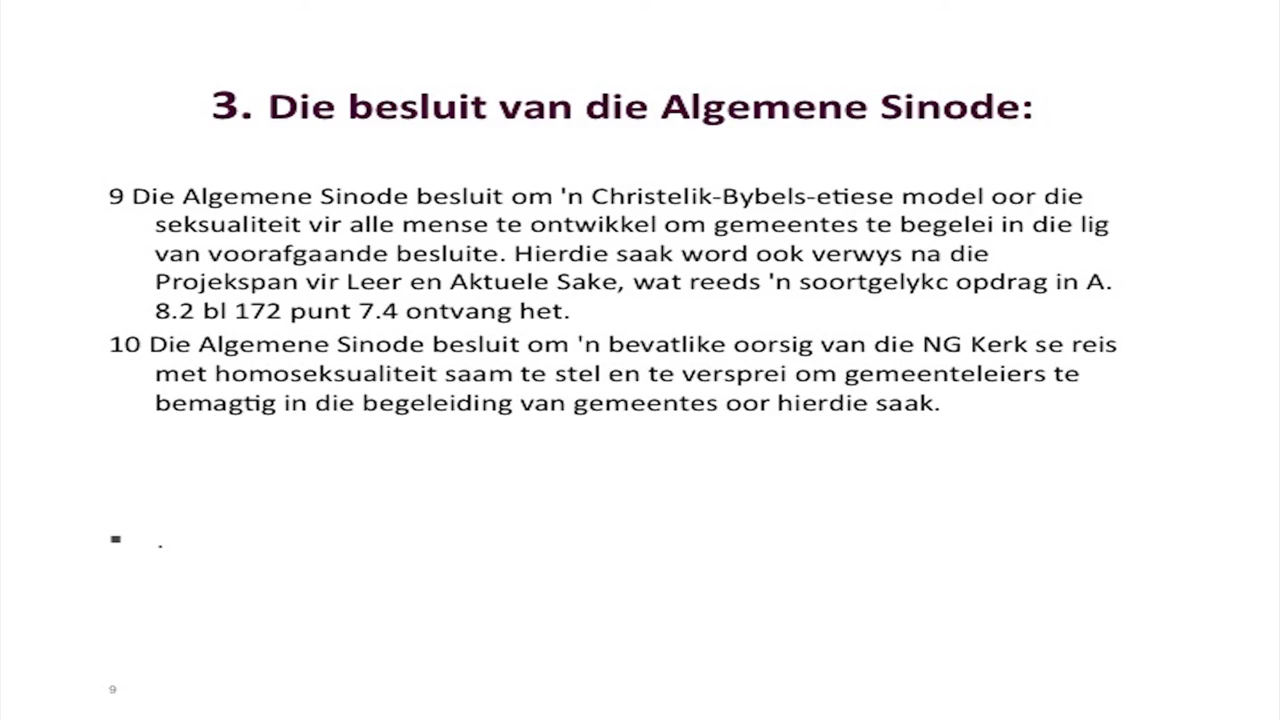 3. Die besluit van die Algemene Sinode:
9 Die Algemene Sinode besluit om 'n Christelik-Bybels-etiese model oor die
seksualiteit vir alle mense te ontwikkel om gemeentes te begelei in die lig
van voorafgaande besluite. Hierdie saak word ook verwys na die
Projekspan vir Leer en Aktuele Sake, wat reeds 'n soortgelykc opdrag in A.
8.2 bl 172 punt 7.4 ontvang het.
10 Die Algemene Sinode besluit om 'n bevatlike oorsig van die NG Kerk se reis
met homoseksualiteit saam te stel en te versprei om gemeenteleiers te
bemagtig in die begeleiding van gemeentes oor hierdie saak.
▪ .
9